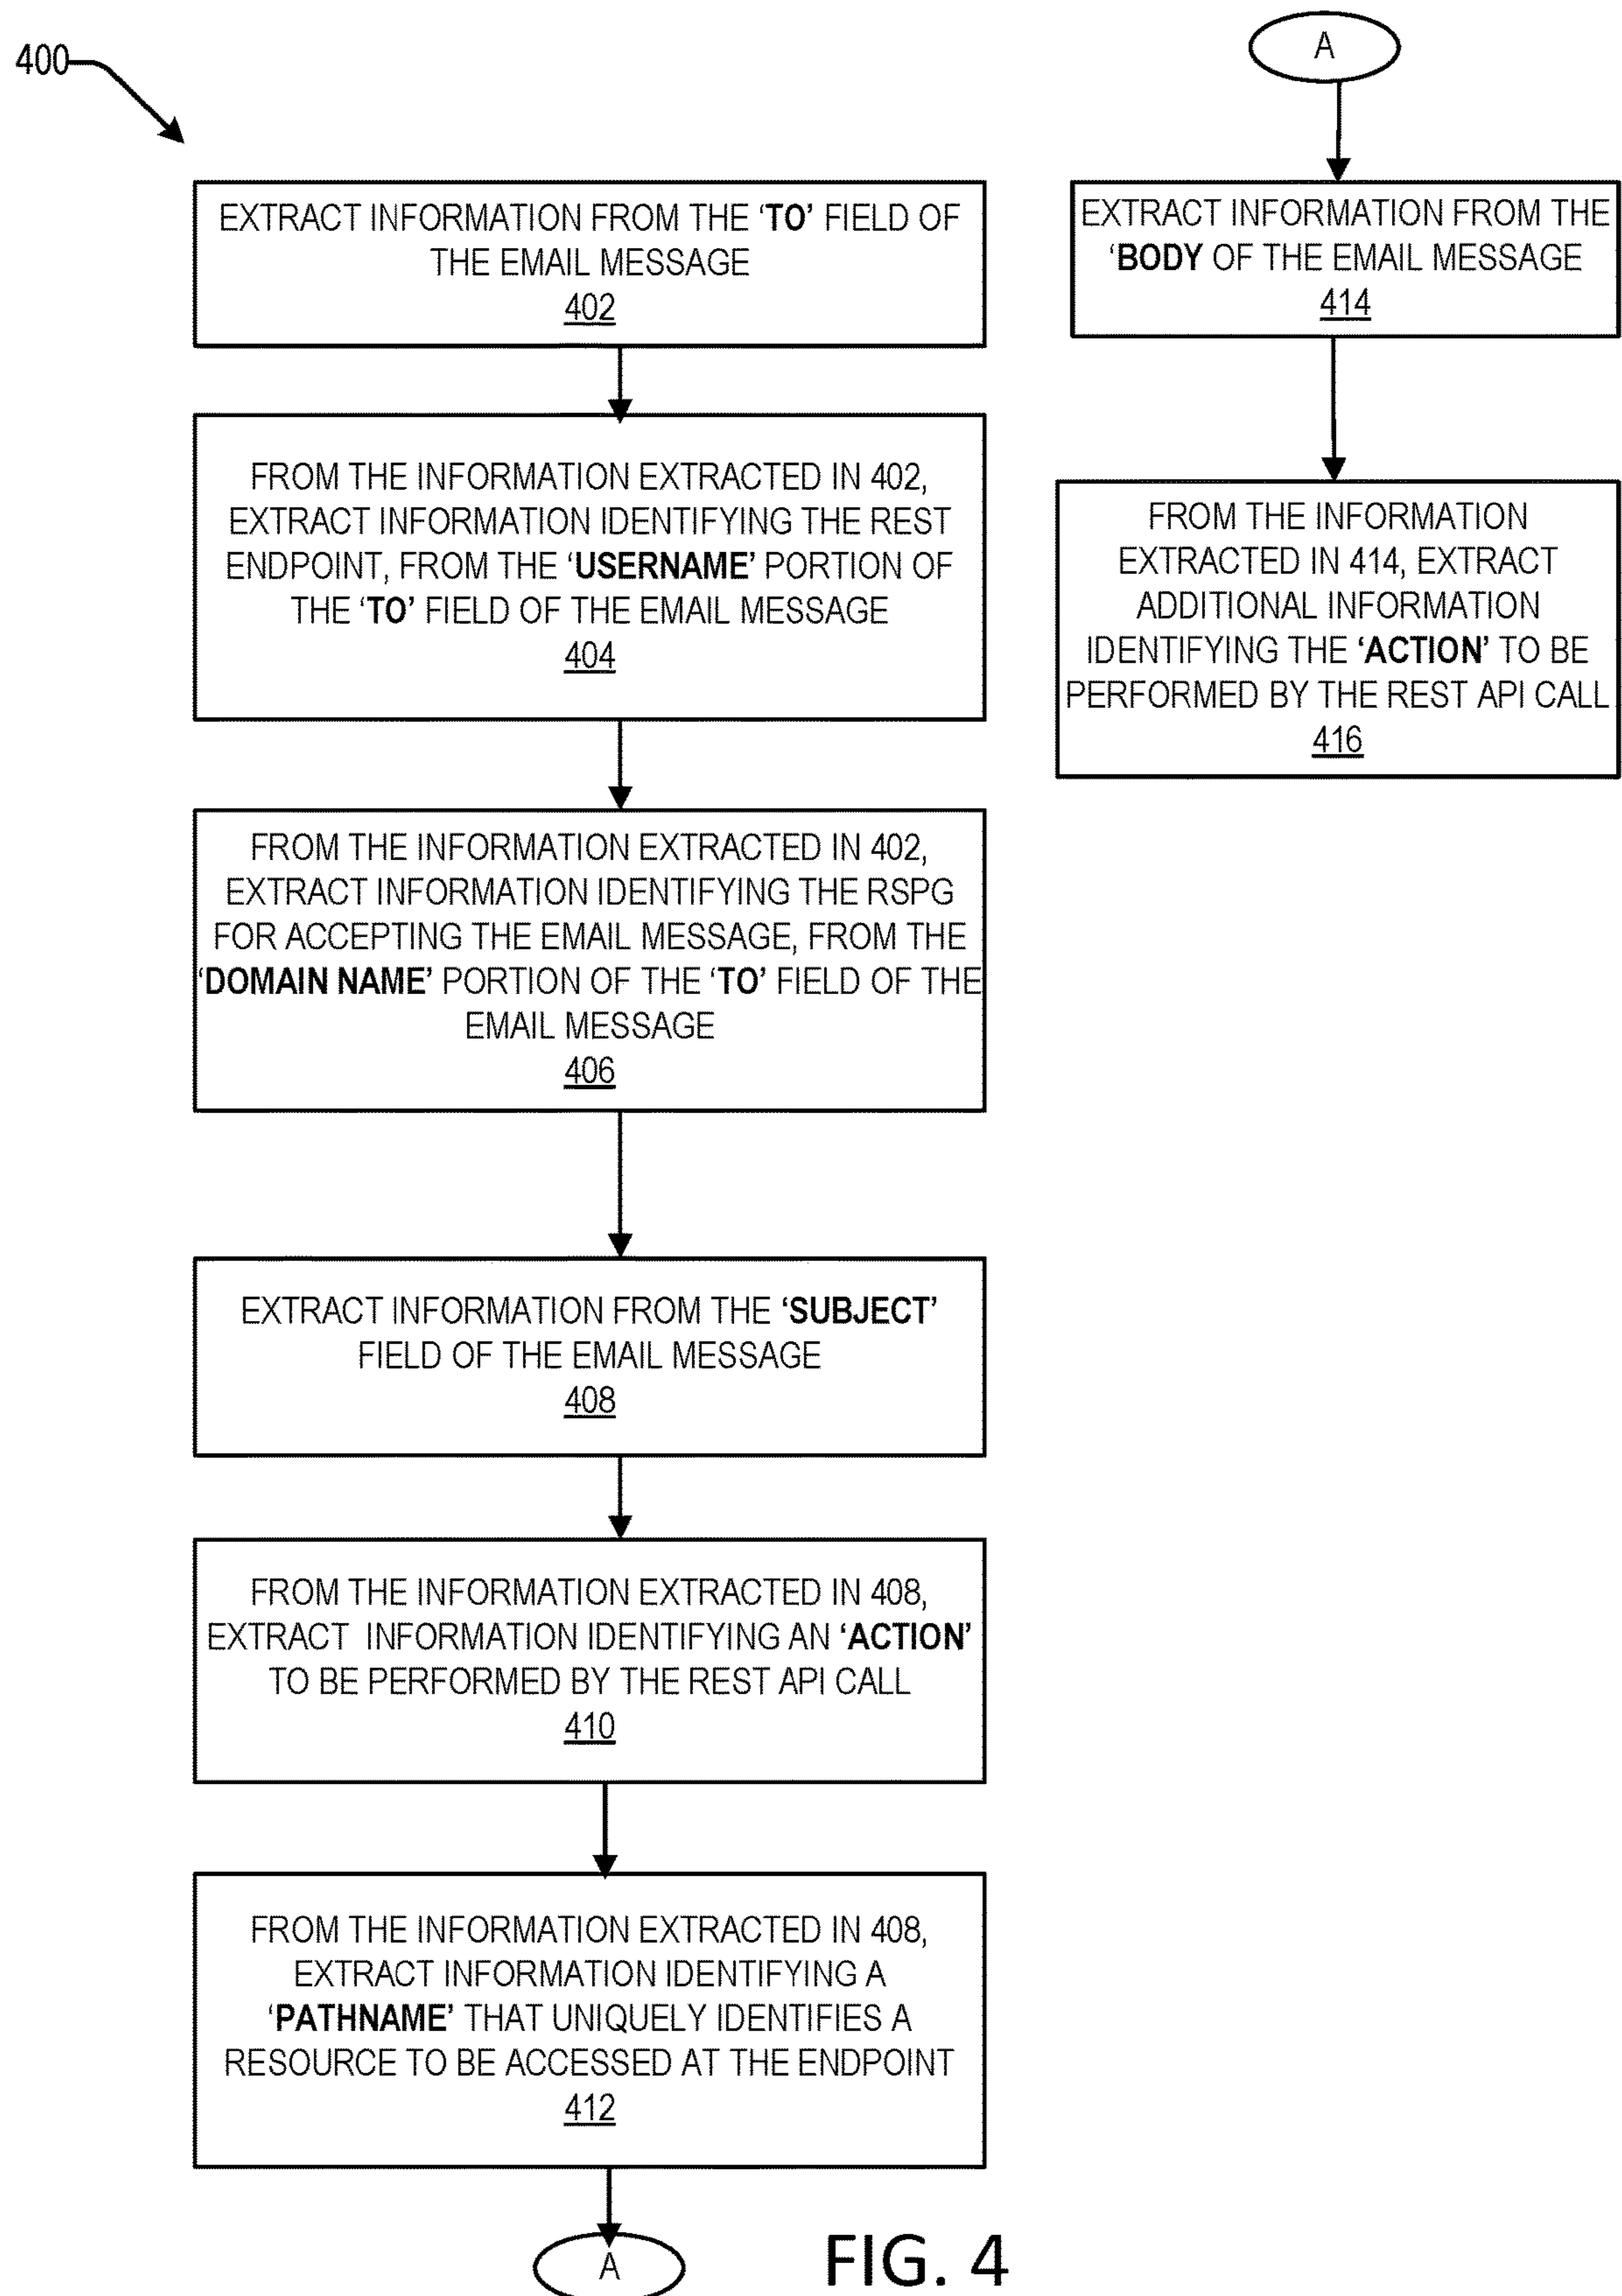 400
EXTRACT INFORMATION FROM THE ‘TO’ FIELD OF
THE EMAIL MESSAGE
402
FROM THE INFORMATION EXTRACTED IN 402,
EXTRACT INFORMATION IDENTIFYING THE REST
ENDPOINT, FROM THE ‘USERNAME’ PORTION OF
THE ‘TO’ FIELD OF THE EMAIL MESSAGE
404
FROM THE INFORMATION EXTRACTED IN 402,
EXTRACT INFORMATION IDENTIFYING THE RSPG
FOR ACCEPTING THE EMAIL MESSAGE, FROM THE
‘DOMAIN NAME’ PORTION OF THE ‘TO’ FIELD OF THE
EMAIL MESSAGE
406
EXTRACT INFORMATION FROM THE ‘SUBJECT’
FIELD OF THE EMAIL MESSAGE
408
FROM THE INFORMATION EXTRACTED IN 408,
EXTRACT INFORMATION IDENTIFYING AN ‘ACTION’
TO BE PERFORMED BY THE REST API CALL
410
FROM THE INFORMATION EXTRACTED IN 408,
EXTRACT INFORMATION IDENTIFYING A
‘PATHNAME’ THAT UNIQUELY IDENTIFIES A
RESOURCE TO BE ACCESSED AT THE ENDPOINT
412
A
A
EXTRACT INFORMATION FROM THE
‘BODY OF THE EMAIL MESSAGE
414
FROM THE INFORMATION
EXTRACTED IN 414, EXTRACT
ADDITIONAL INFORMATION
IDENTIFYING THE ‘ACTION’ TO BE
PERFORMED BY THE REST API CALL
416
FIG. 4